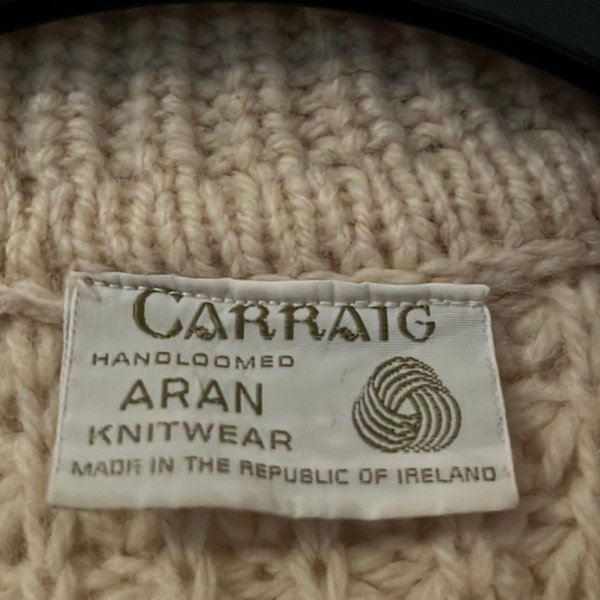 CARRAIG
HANDLOOMED
ARAN
KNITWEAR
MADE IN THE REPUBLIC OF IRELAND